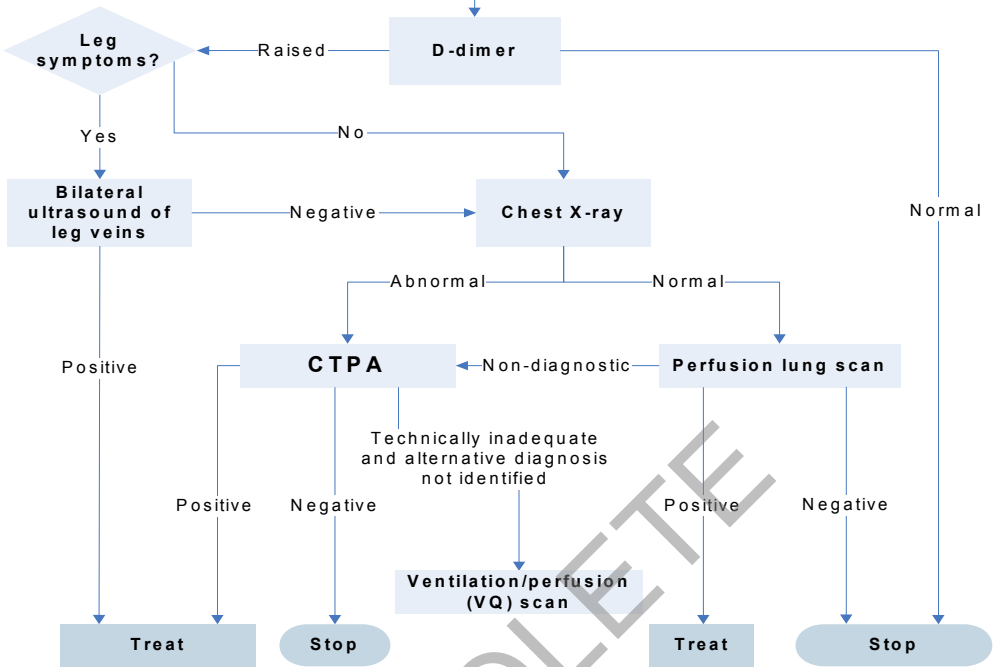 Leg
symptoms?
Raised
D-dimer
Yes
No
Normal
Bilateral
ultrasound of
leg veins
Negative
Chest X-ray
Abnormal
Normal
Positive
CTPA
Non-diagnostic
Perfusion lung scan
Technically inadequate
and alternative diagnosis
not identified
Positive
Negative
Positive
Negative
Ventilation/perfusion
(VQ) scan
Treat
Stop
Treat
Stop
OLETE